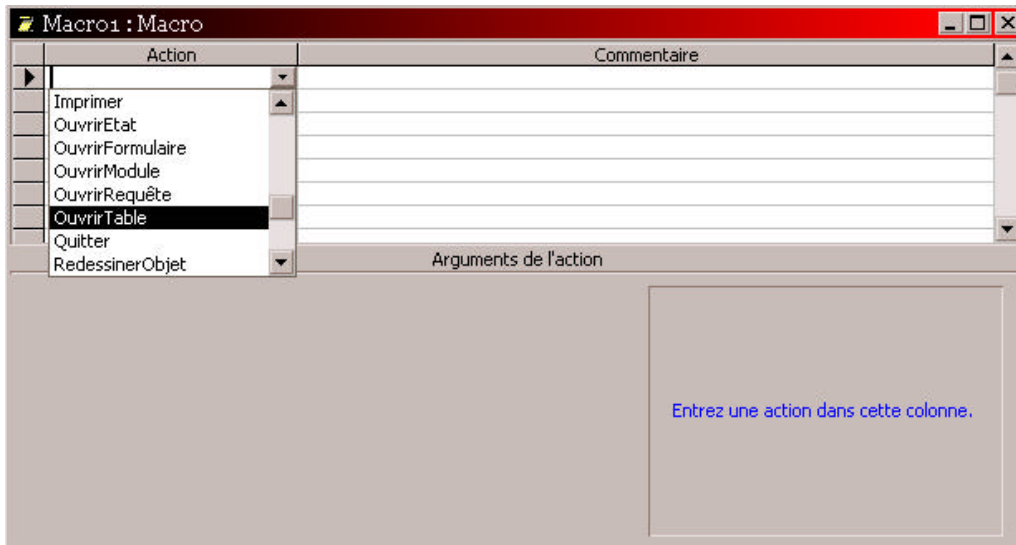 Macro1 : Macro
Action Commentaire
Imprimer
OuvrirEtat
OuvrirFormulaire
OuvrirModule
OuvrirRequête
OuvrirTable
Quitter
RedessinerObjet
Arguments de l'action
Entrez une action dans cette colonne.